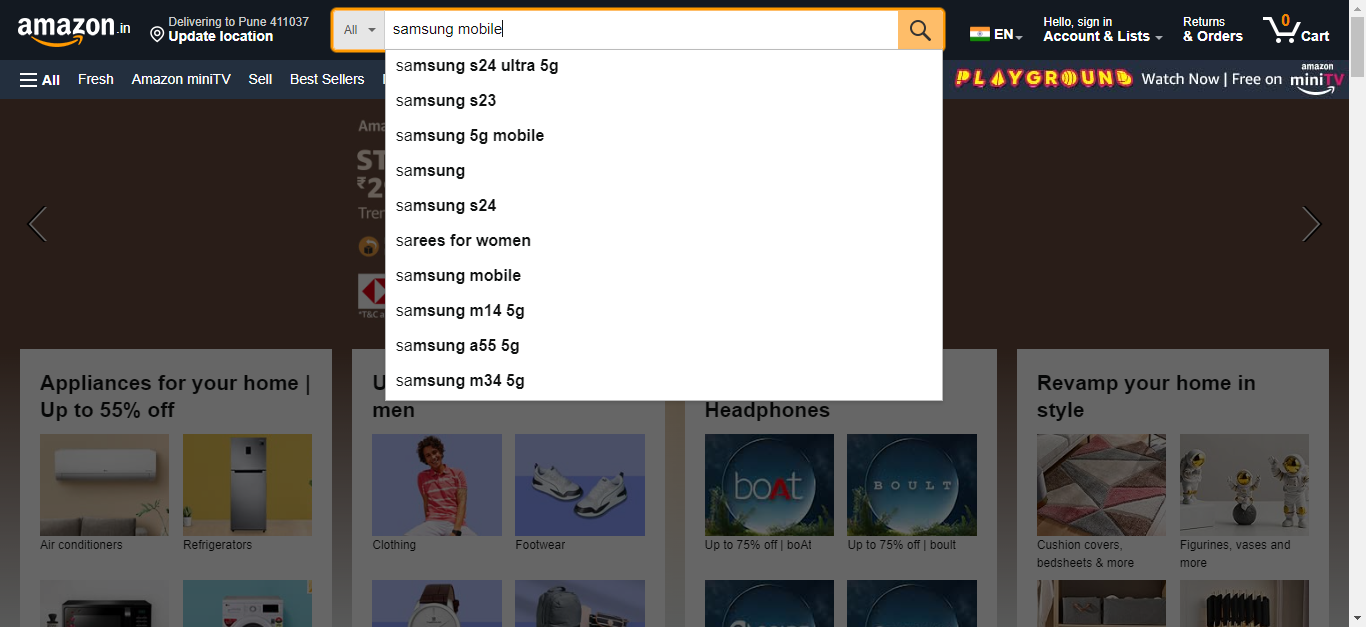 amazon.in
Delivering to Pune 411037
Update location
All
samsung mobile
EN
Hello, sign in
Account & Lists
Returns
& Orders
0
Cart
All
Fresh
Amazon miniTV
Sell
Best Sellers
PLAYGROUND
Watch Now | Free on
amazon
miniTV
samsung s24 ultra 5g
samsung s23
samsung 5g mobile
samsung
samsung s24
sarees for women
samsung mobile
samsung m14 5g
samsung a55 5g
samsung m34 5g
*T&C a
Appliances for your home |
Up to 55% off
Air conditioners
Refrigerators
men
Clothing
Footwear
Headphones
boAt
BOULT
Up to 75% off | boAt
Up to 75% off | boult
Revamp your home in
style
Cushion covers,
bedsheets & more
Figurines, vases and
more